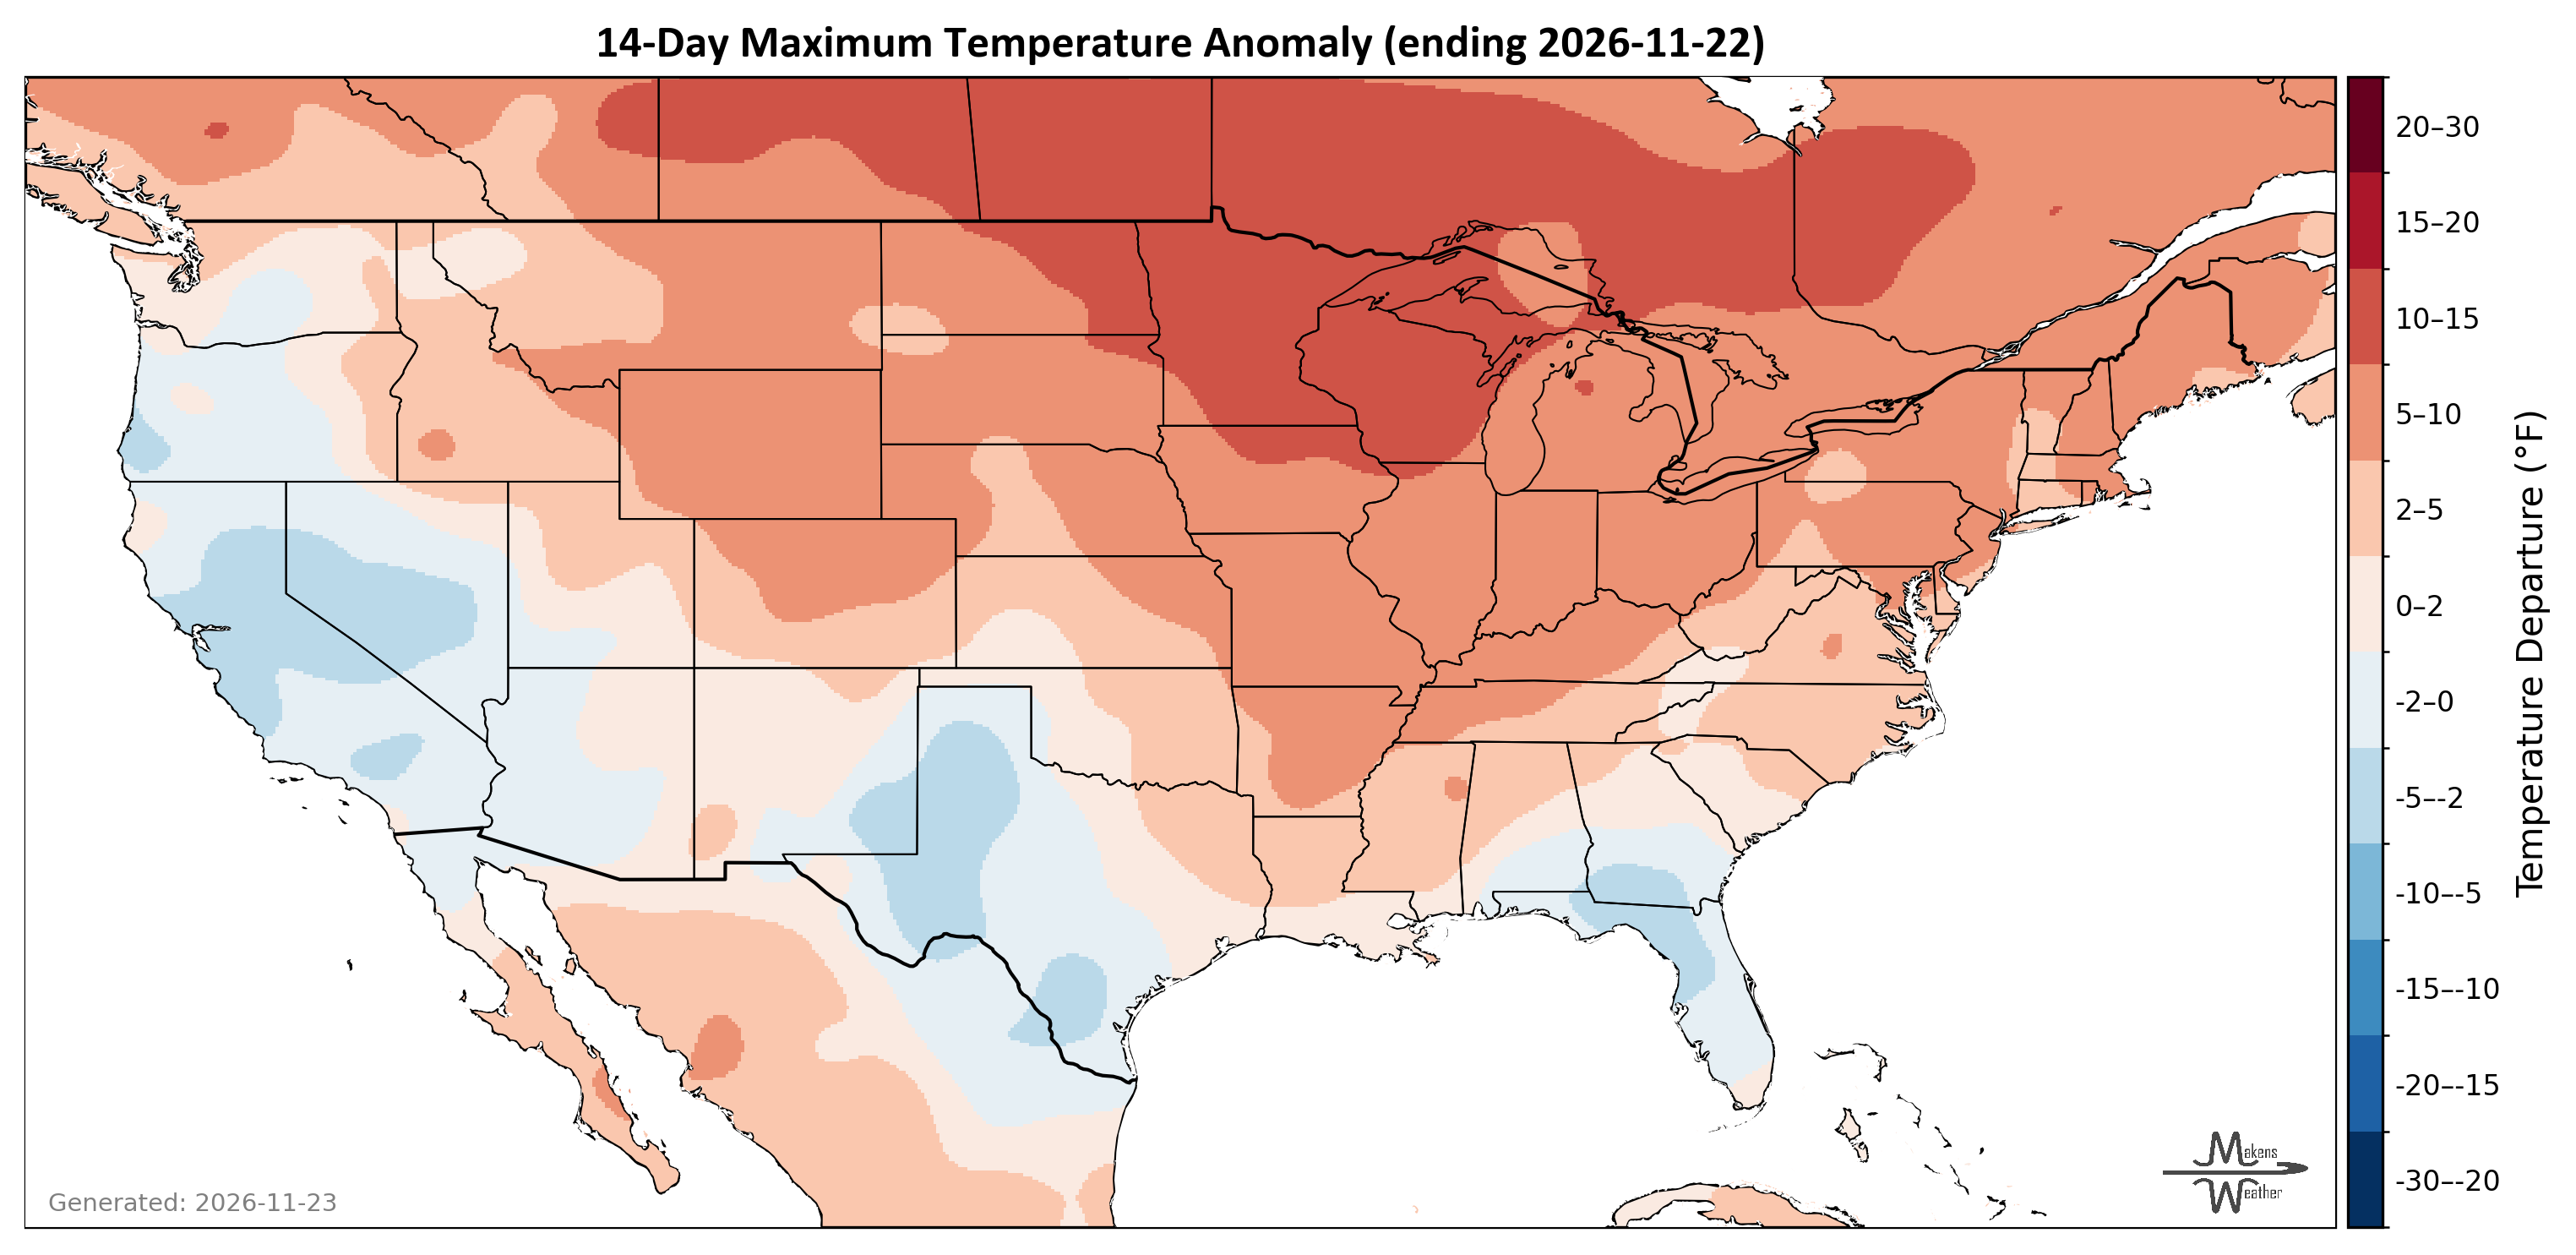 14-Day Maximum Temperature Anomaly (ending 2026-11-22)
20–30
15–20
10–15
5–10
2–5
0–2
-2–0
-5–-2
-10–-5
-15–-10
-20–-15
-30–-20
Temperature Departure (°F)
Generated: 2026-11-23
Makens
Weather